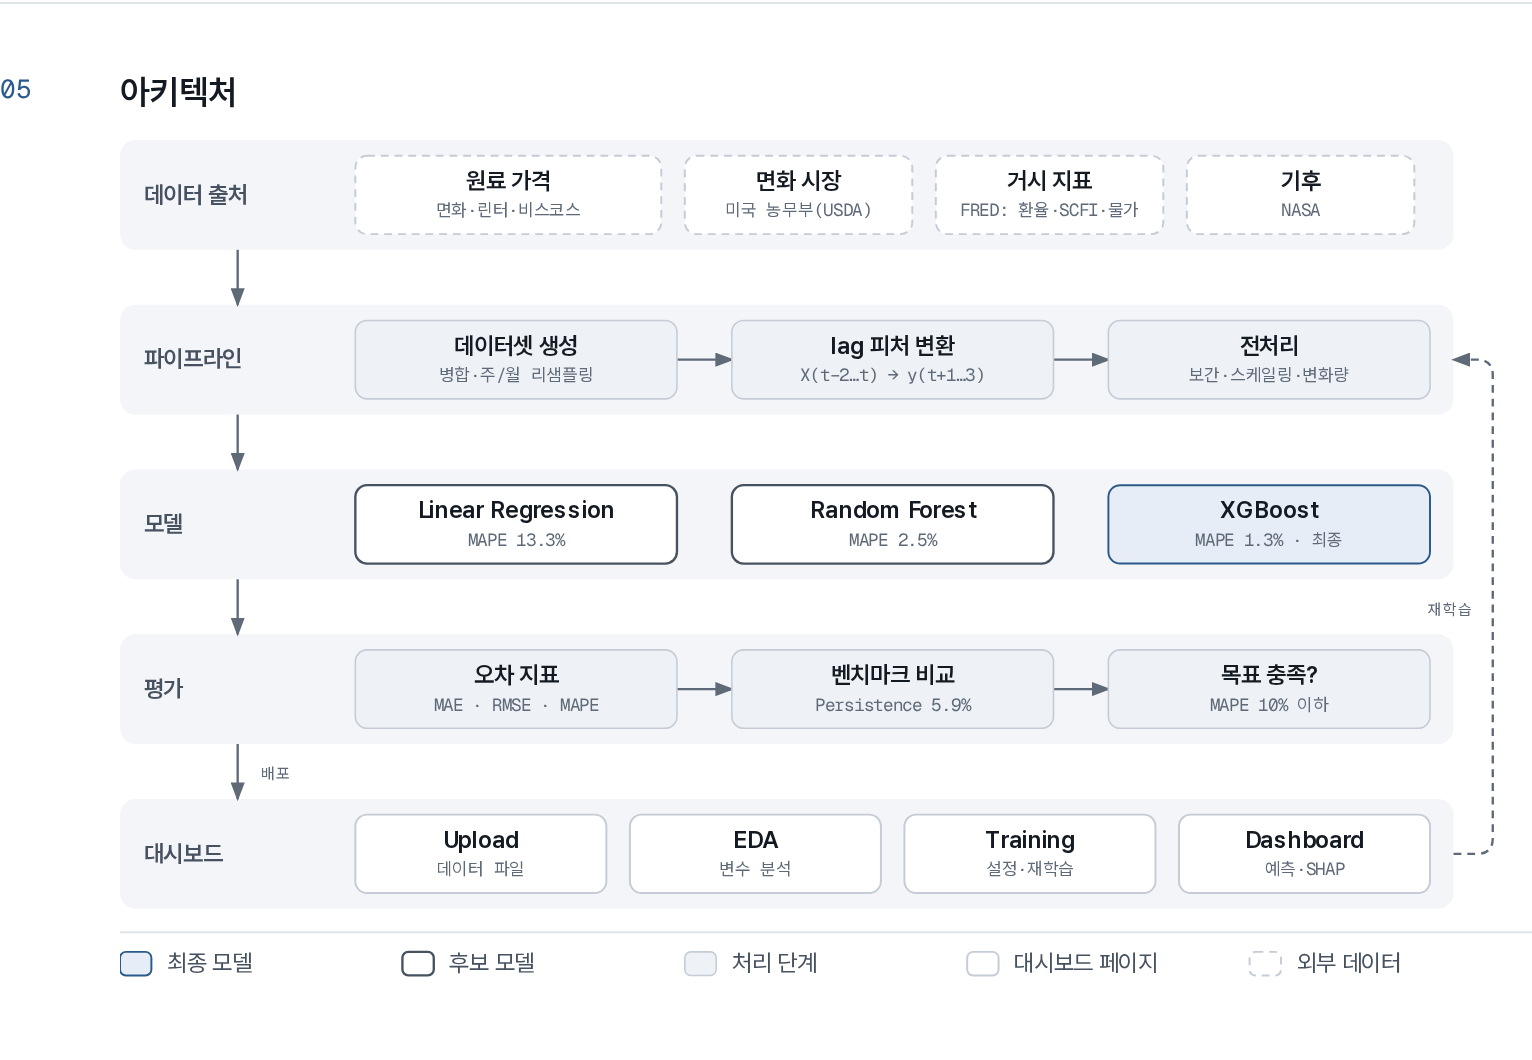 05
아키텍처
데이터 출처
원료 가격
면화·린터·비스코스
면화 시장
미국 농무부(USDA)
거시 지표
FRED: 환율·SCFI·물가
기후
NASA
파이프라인
데이터셋 생성
병합·주/월 리샘플링
lag 피처 변환
X(t−2…t) → y(t+1…3)
전처리
보간·스케일링·변화량
모델
Linear Regression
MAPE 13.3%
Random Forest
MAPE 2.5%
XGBoost
MAPE 1.3% · 최종
재학습
평가
오차 지표
MAE · RMSE · MAPE
벤치마크 비교
Persistence 5.9%
목표 충족?
MAPE 10% 이하
배포
대시보드
Upload
데이터 파일
EDA
변수 분석
Training
설정·재학습
Dashboard
예측·SHAP
최종 모델
후보 모델
처리 단계
대시보드 페이지
외부 데이터